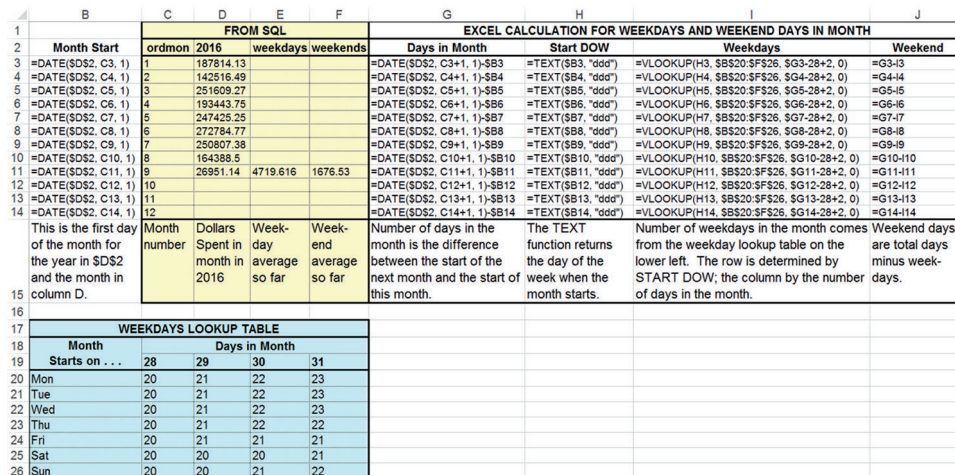 B C D E F G H I J
1 FROM SQL EXCEL CALCULATION FOR WEEKDAYS AND WEEKEND DAYS IN MONTH
2 Month Start ordmon 2016 weekdays weekends Days in Month Start DOW Weekdays Weekend
3 =DATE($D$2, C3, 1) 1 187814.13 =DATE($D$2, C3+1, 1)-$B3 =TEXT($B3, "ddd") =VLOOKUP(H3, $B$20:$F$26, $G3-28+2, 0) =G3-I3
4 =DATE($D$2, C4, 1) 2 142516.49 =DATE($D$2, C4+1, 1)-$B4 =TEXT($B4, "ddd") =VLOOKUP(H4, $B$20:$F$26, $G4-28+2, 0) =G4-I4
5 =DATE($D$2, C5, 1) 3 251609.27 =DATE($D$2, C5+1, 1)-$B5 =TEXT($B5, "ddd") =VLOOKUP(H5, $B$20:$F$26, $G5-28+2, 0) =G5-I5
6 =DATE($D$2, C6, 1) 4 193443.75 =DATE($D$2, C6+1, 1)-$B6 =TEXT($B6, "ddd") =VLOOKUP(H6, $B$20:$F$26, $G6-28+2, 0) =G6-I6
7 =DATE($D$2, C7, 1) 5 247425.25 =DATE($D$2, C7+1, 1)-$B7 =TEXT($B7, "ddd") =VLOOKUP(H7, $B$20:$F$26, $G7-28+2, 0) =G7-I7
8 =DATE($D$2, C8, 1) 6 272784.77 =DATE($D$2, C8+1, 1)-$B8 =TEXT($B8, "ddd") =VLOOKUP(H8, $B$20:$F$26, $G8-28+2, 0) =G8-I8
9 =DATE($D$2, C9, 1) 7 250807.38 =DATE($D$2, C9+1, 1)-$B9 =TEXT($B9, "ddd") =VLOOKUP(H9, $B$20:$F$26, $G9-28+2, 0) =G9-I9
10 =DATE($D$2, C10, 1) 8 164388.5 =DATE($D$2, C10+1, 1)-$B10 =TEXT($B10, "ddd") =VLOOKUP(H10, $B$20:$F$26, $G10-28+2, 0) =G10-I10
11 =DATE($D$2, C11, 1) 9 26951.14 4719.616 1676.53 =DATE($D$2, C11+1, 1)-$B11 =TEXT($B11, "ddd") =VLOOKUP(H11, $B$20:$F$26, $G11-28+2, 0) =G11-I11
12 =DATE($D$2, C12, 1) 10 =DATE($D$2, C12+1, 1)-$B12 =TEXT($B12, "ddd") =VLOOKUP(H12, $B$20:$F$26, $G12-28+2, 0) =G12-I12
13 =DATE($D$2, C13, 1) 11 =DATE($D$2, C13+1, 1)-$B13 =TEXT($B13, "ddd") =VLOOKUP(H13, $B$20:$F$26, $G13-28+2, 0) =G13-I13
14 =DATE($D$2, C14, 1) 12 =DATE($D$2, C14+1, 1)-$B14 =TEXT($B14, "ddd") =VLOOKUP(H14, $B$20:$F$26, $G14-28+2, 0) =G14-I14
This is the first day Month Dollars Week- Week- Number of days in the The TEXT Number of weekdays in the month comes Weekend days
of the month for number Spent in day end month is the difference function returns from the weekday lookup table on the are total days
the year in $D$2 month in average average between the start of the the day of the lower left. The row is determined by minus week-
and the month in 2016 so far so far next month and the start of week when the START DOW; the column by the number days.
15 column D. this month. month starts. of days in the month.
16
17 WEEKDAYS LOOKUP TABLE
18 Month Days in Month
19 Starts on . . . 28 29 30 31
20 Mon 20 21 22 23
21 Tue 20 21 22 23
22 Wed 20 21 22 23
23 Thu 20 21 22 22
24 Fri 20 21 21 21
25 Sat 20 20 20 21
26 Sun 20 20 21 22